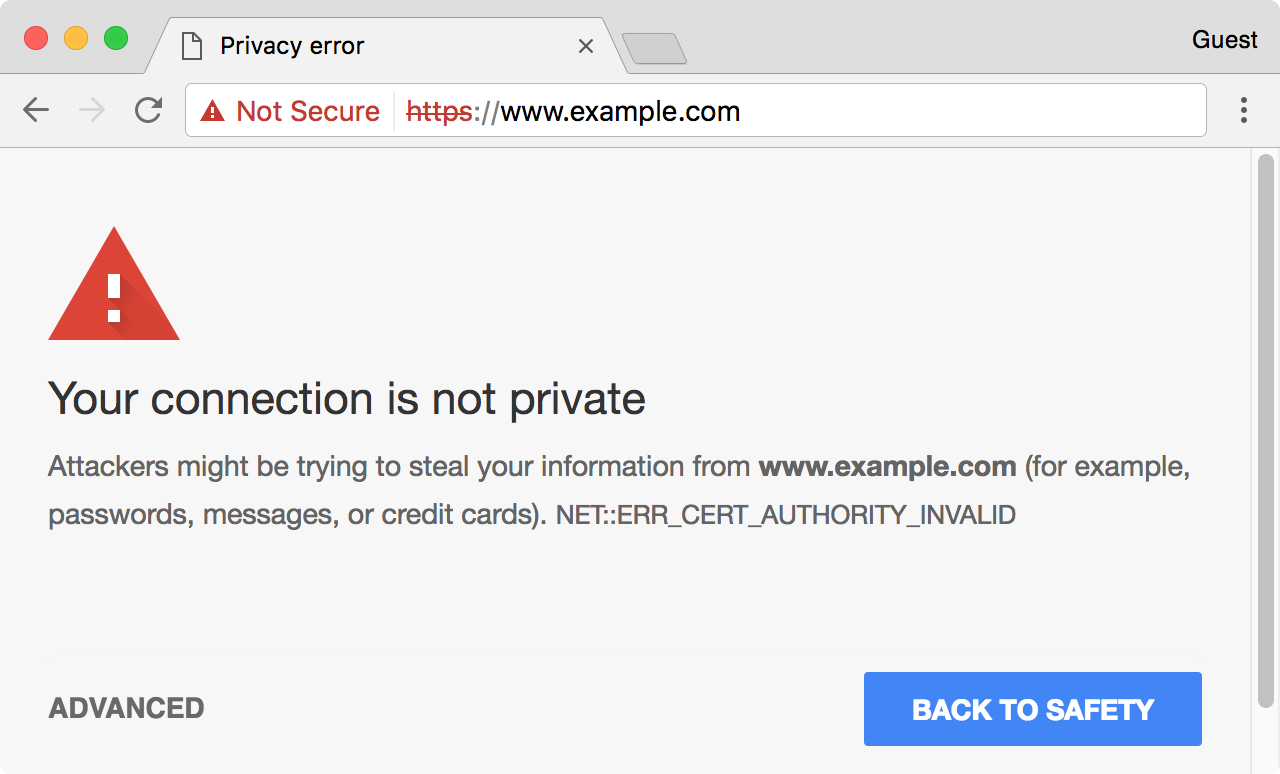 Privacy error
Guest
Not Secure https://www.example.com
Your connection is not private
Attackers might be trying to steal your information from www.example.com (for example,
passwords, messages, or credit cards). NET::ERR_CERT_AUTHORITY_INVALID
ADVANCED
BACK TO SAFETY